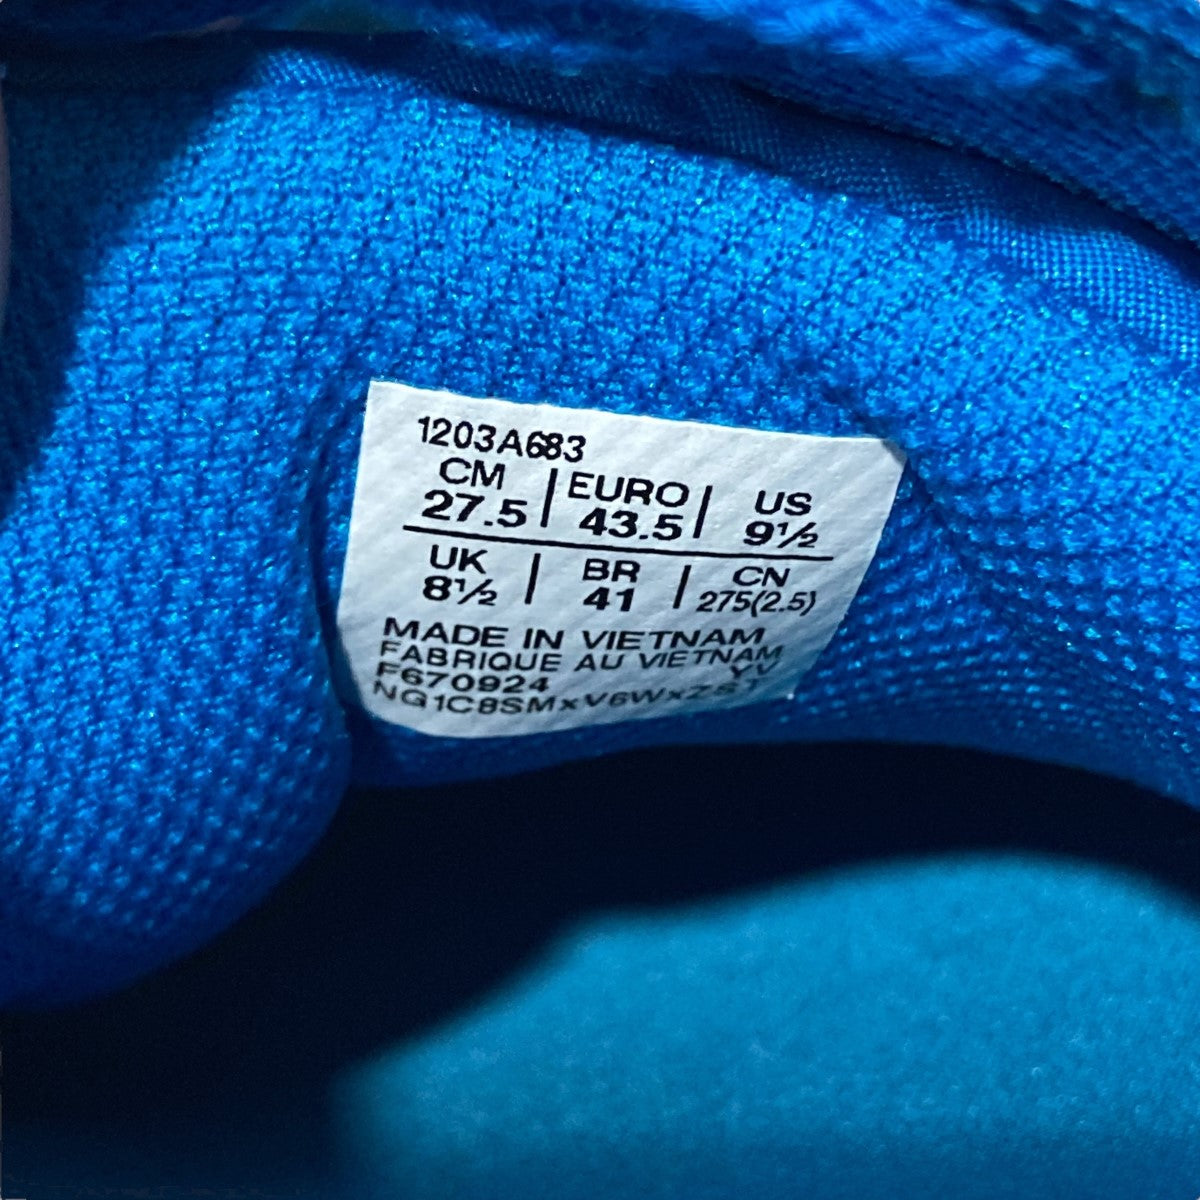 1203A683
CM | EURO | US
27.5 | 43.5 | 9½
UK | BR | CN
8½ | 41 | 275(2.5)
MADE IN VIETNAM
FABRIQUE AU VIETNAM
F670924 YV